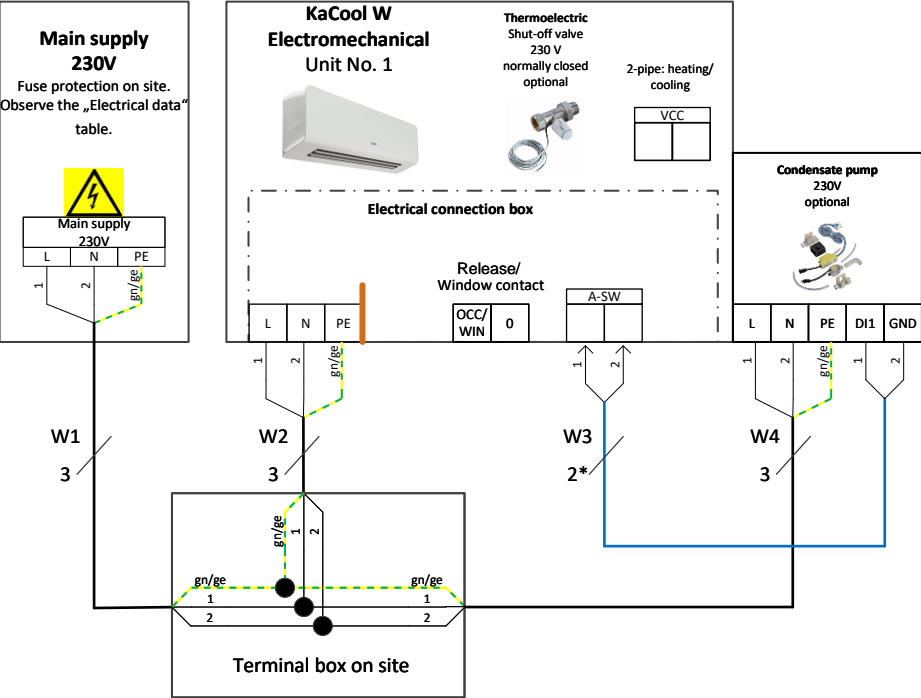 Main supply
230V
Fuse protection on site.
Observe the „Electrical data“
table.
Main supply
230V
L N PE
1 2 gn/ge
KaCool W
Electromechanical
Unit No. 1
Thermoelectric
Shut-off valve
230 V
normally closed
optional
2-pipe: heating/
cooling
VCC
Electrical connection box
Release/
Window contact
L N PE
OCC/
WIN
0
A-SW
1 2 gn/ge
1 2
Condensate pump
230V
optional
L N PE DI1 GND
1 2 gn/ge 1 2
W1
3
W2
3
W3
2*
W4
3
gn/ge 1 2
gn/ge gn/ge
1 1
2 2
Terminal box on site